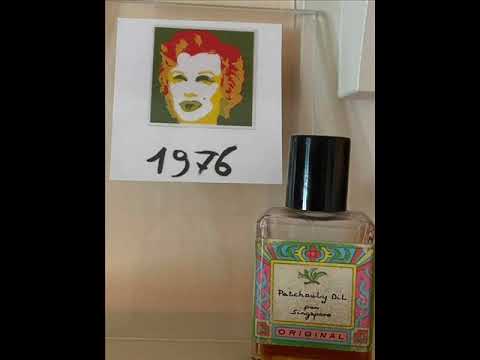 1976
Patchouly Oil
from
Singapore
ORIGINAL